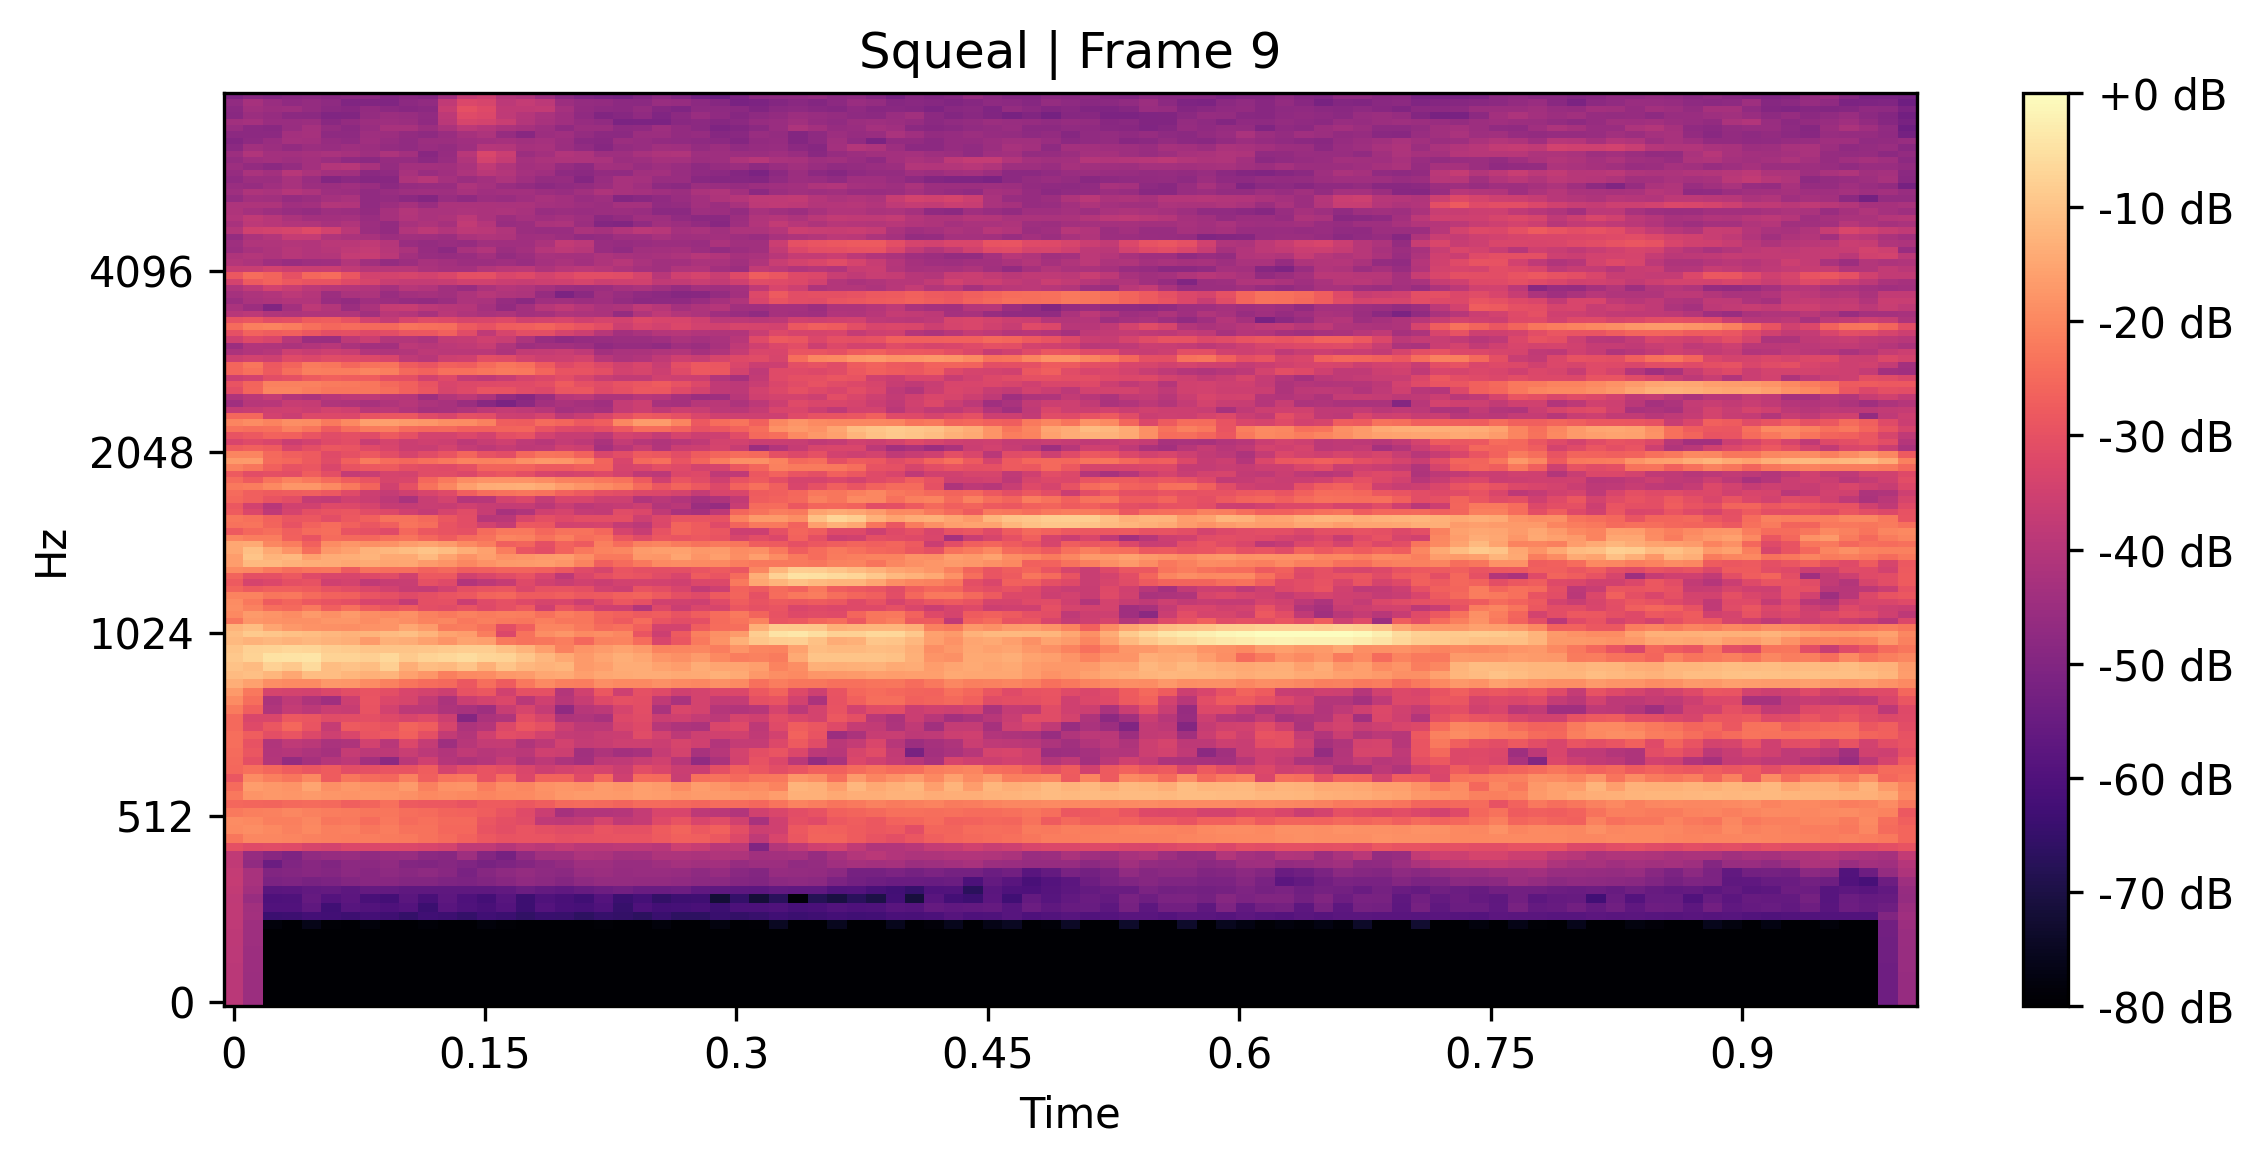 Squeal | Frame 9
+0 dB
-10 dB
-20 dB
-30 dB
-40 dB
-50 dB
-60 dB
-70 dB
-80 dB
4096
2048
1024
512
0
Hz
0 0.15 0.3 0.45 0.6 0.75 0.9
Time